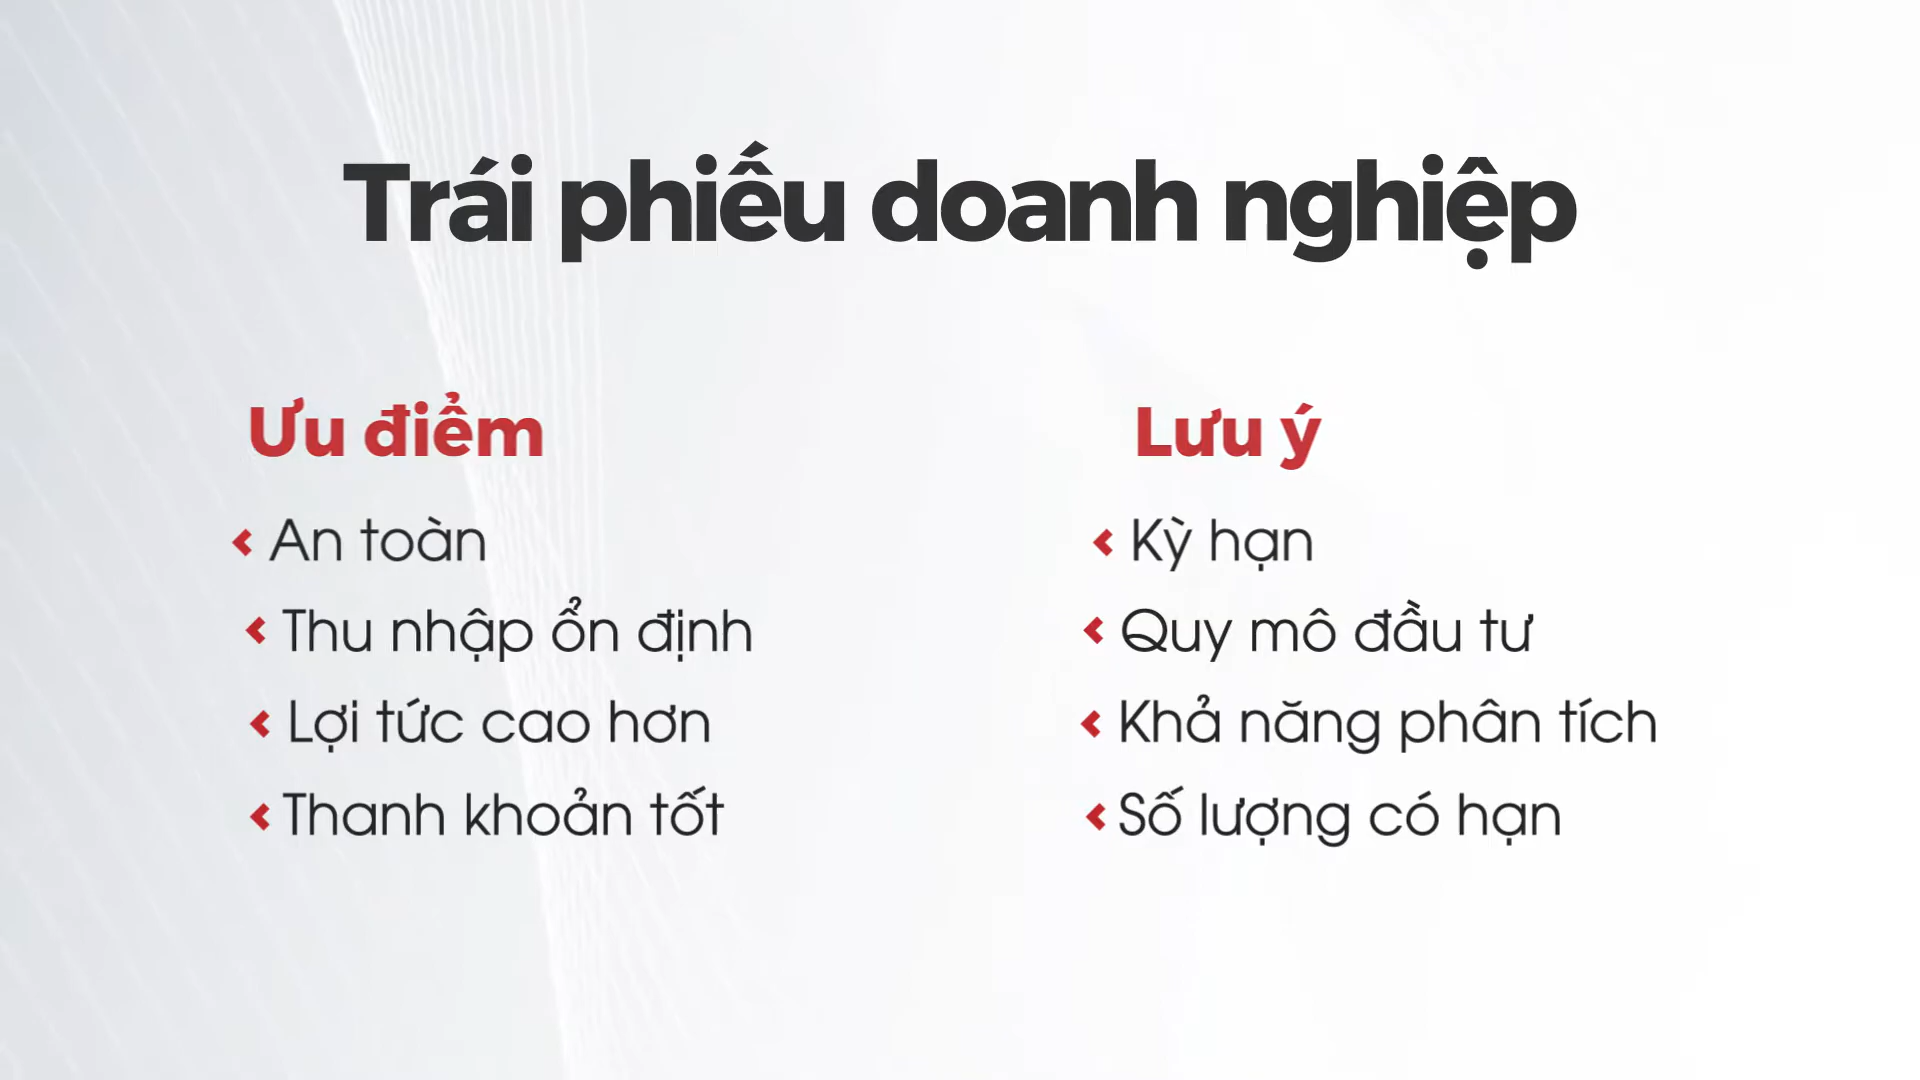 Trái phiếu doanh nghiệp
Ưu điểm
An toàn
Thu nhập ổn định
Lợi tức cao hơn
Thanh khoản tốt
Lưu ý
Kỳ hạn
Quy mô đầu tư
Khả năng phân tích
Số lượng có hạn